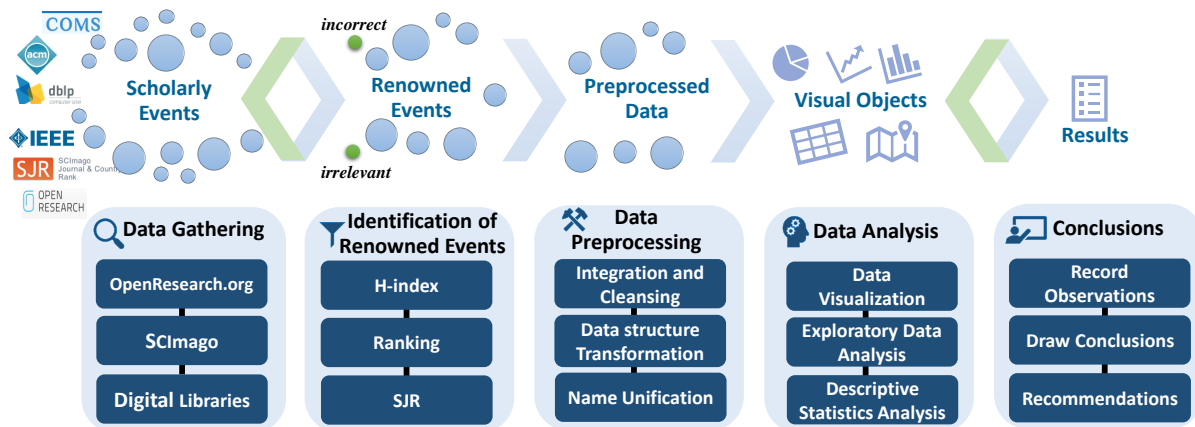 COMS
acm
dblp
computer science
IEEE
SJR
SCImago
Journal & Country
Rank
OPEN
RESEARCH
Scholarly
Events
incorrect
Renowned
Events
irrelevant
Preprocessed
Data
Visual Objects
Results
Data Gathering
OpenResearch.org
SCImago
Digital Libraries
Identification of
Renowned Events
H-index
Ranking
SJR
Data
Preprocessing
Integration and
Cleansing
Data structure
Transformation
Name Unification
Data Analysis
Data
Visualization
Exploratory Data
Analysis
Descriptive
Statistics Analysis
Conclusions
Record
Observations
Draw Conclusions
Recommendations